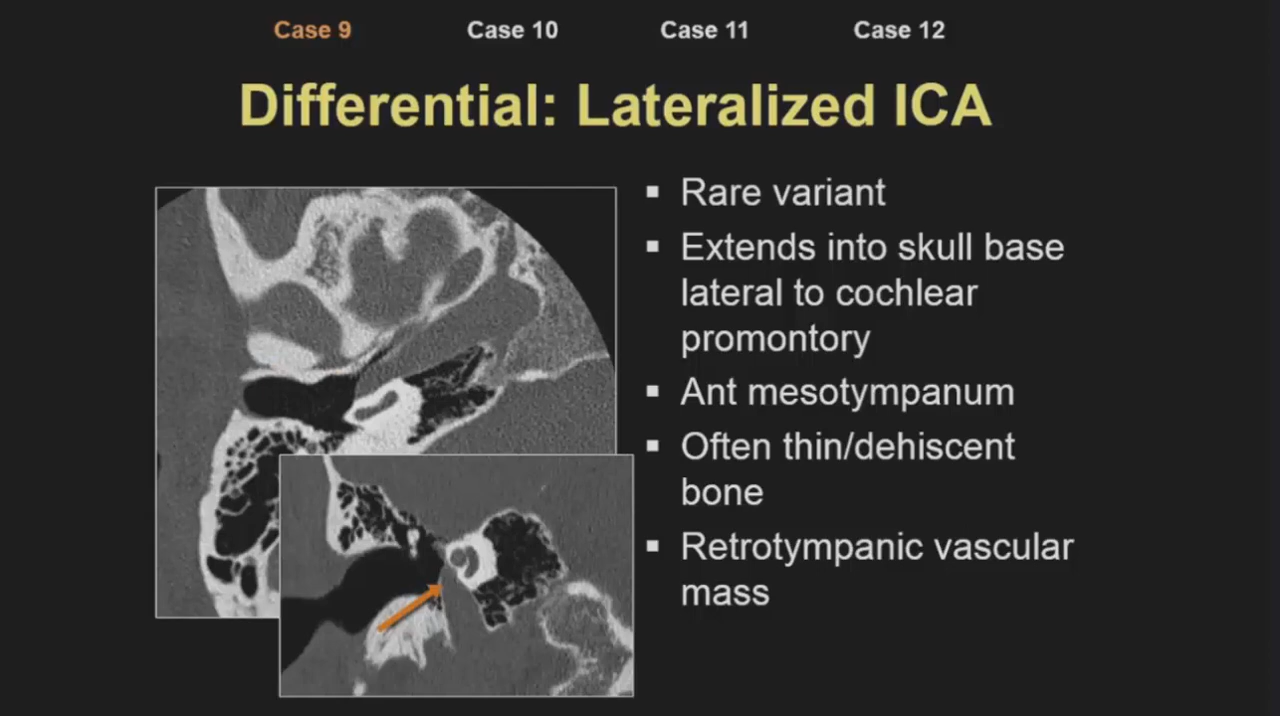 Case 9 Case 10 Case 11 Case 12
Differential: Lateralized ICA
▪ Rare variant
▪ Extends into skull base
lateral to cochlear
promontory
▪ Ant mesotympanum
▪ Often thin/dehiscent
bone
▪ Retrotympanic vascular
mass